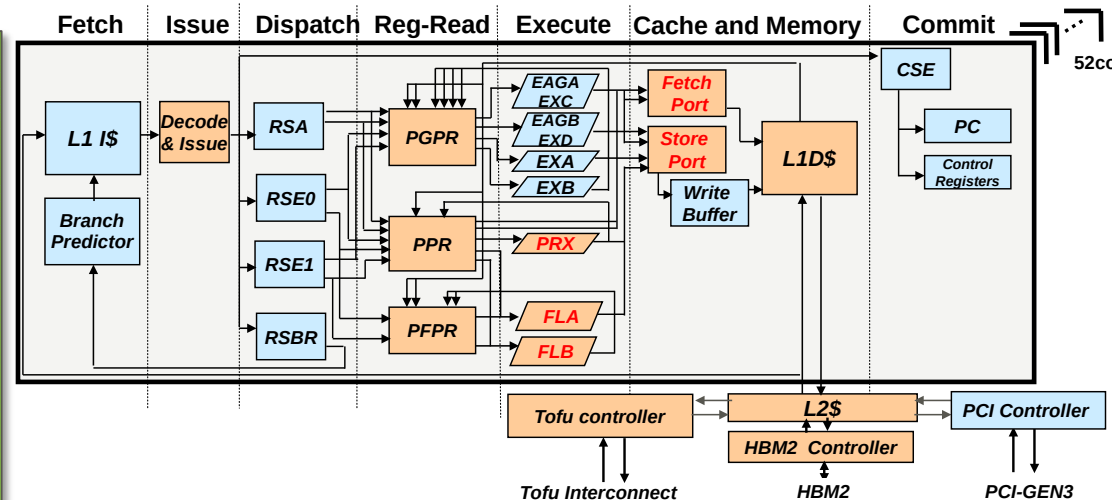 Fetch
Issue
Dispatch
Reg-Read
Execute
Cache and Memory
Commit
52co
L1 I$
Branch
Predictor
Decode
& Issue
RSA
RSE0
RSE1
RSBR
PGPR
PPR
PFPR
EAGA
EXC
EAGB
EXD
EXA
EXB
PRX
FLA
FLB
Fetch
Port
Store
Port
Write
Buffer
L1D$
CSE
PC
Control
Registers
Tofu controller
L2$
HBM2 Controller
PCI Controller
Tofu Interconnect
HBM2
PCI-GEN3